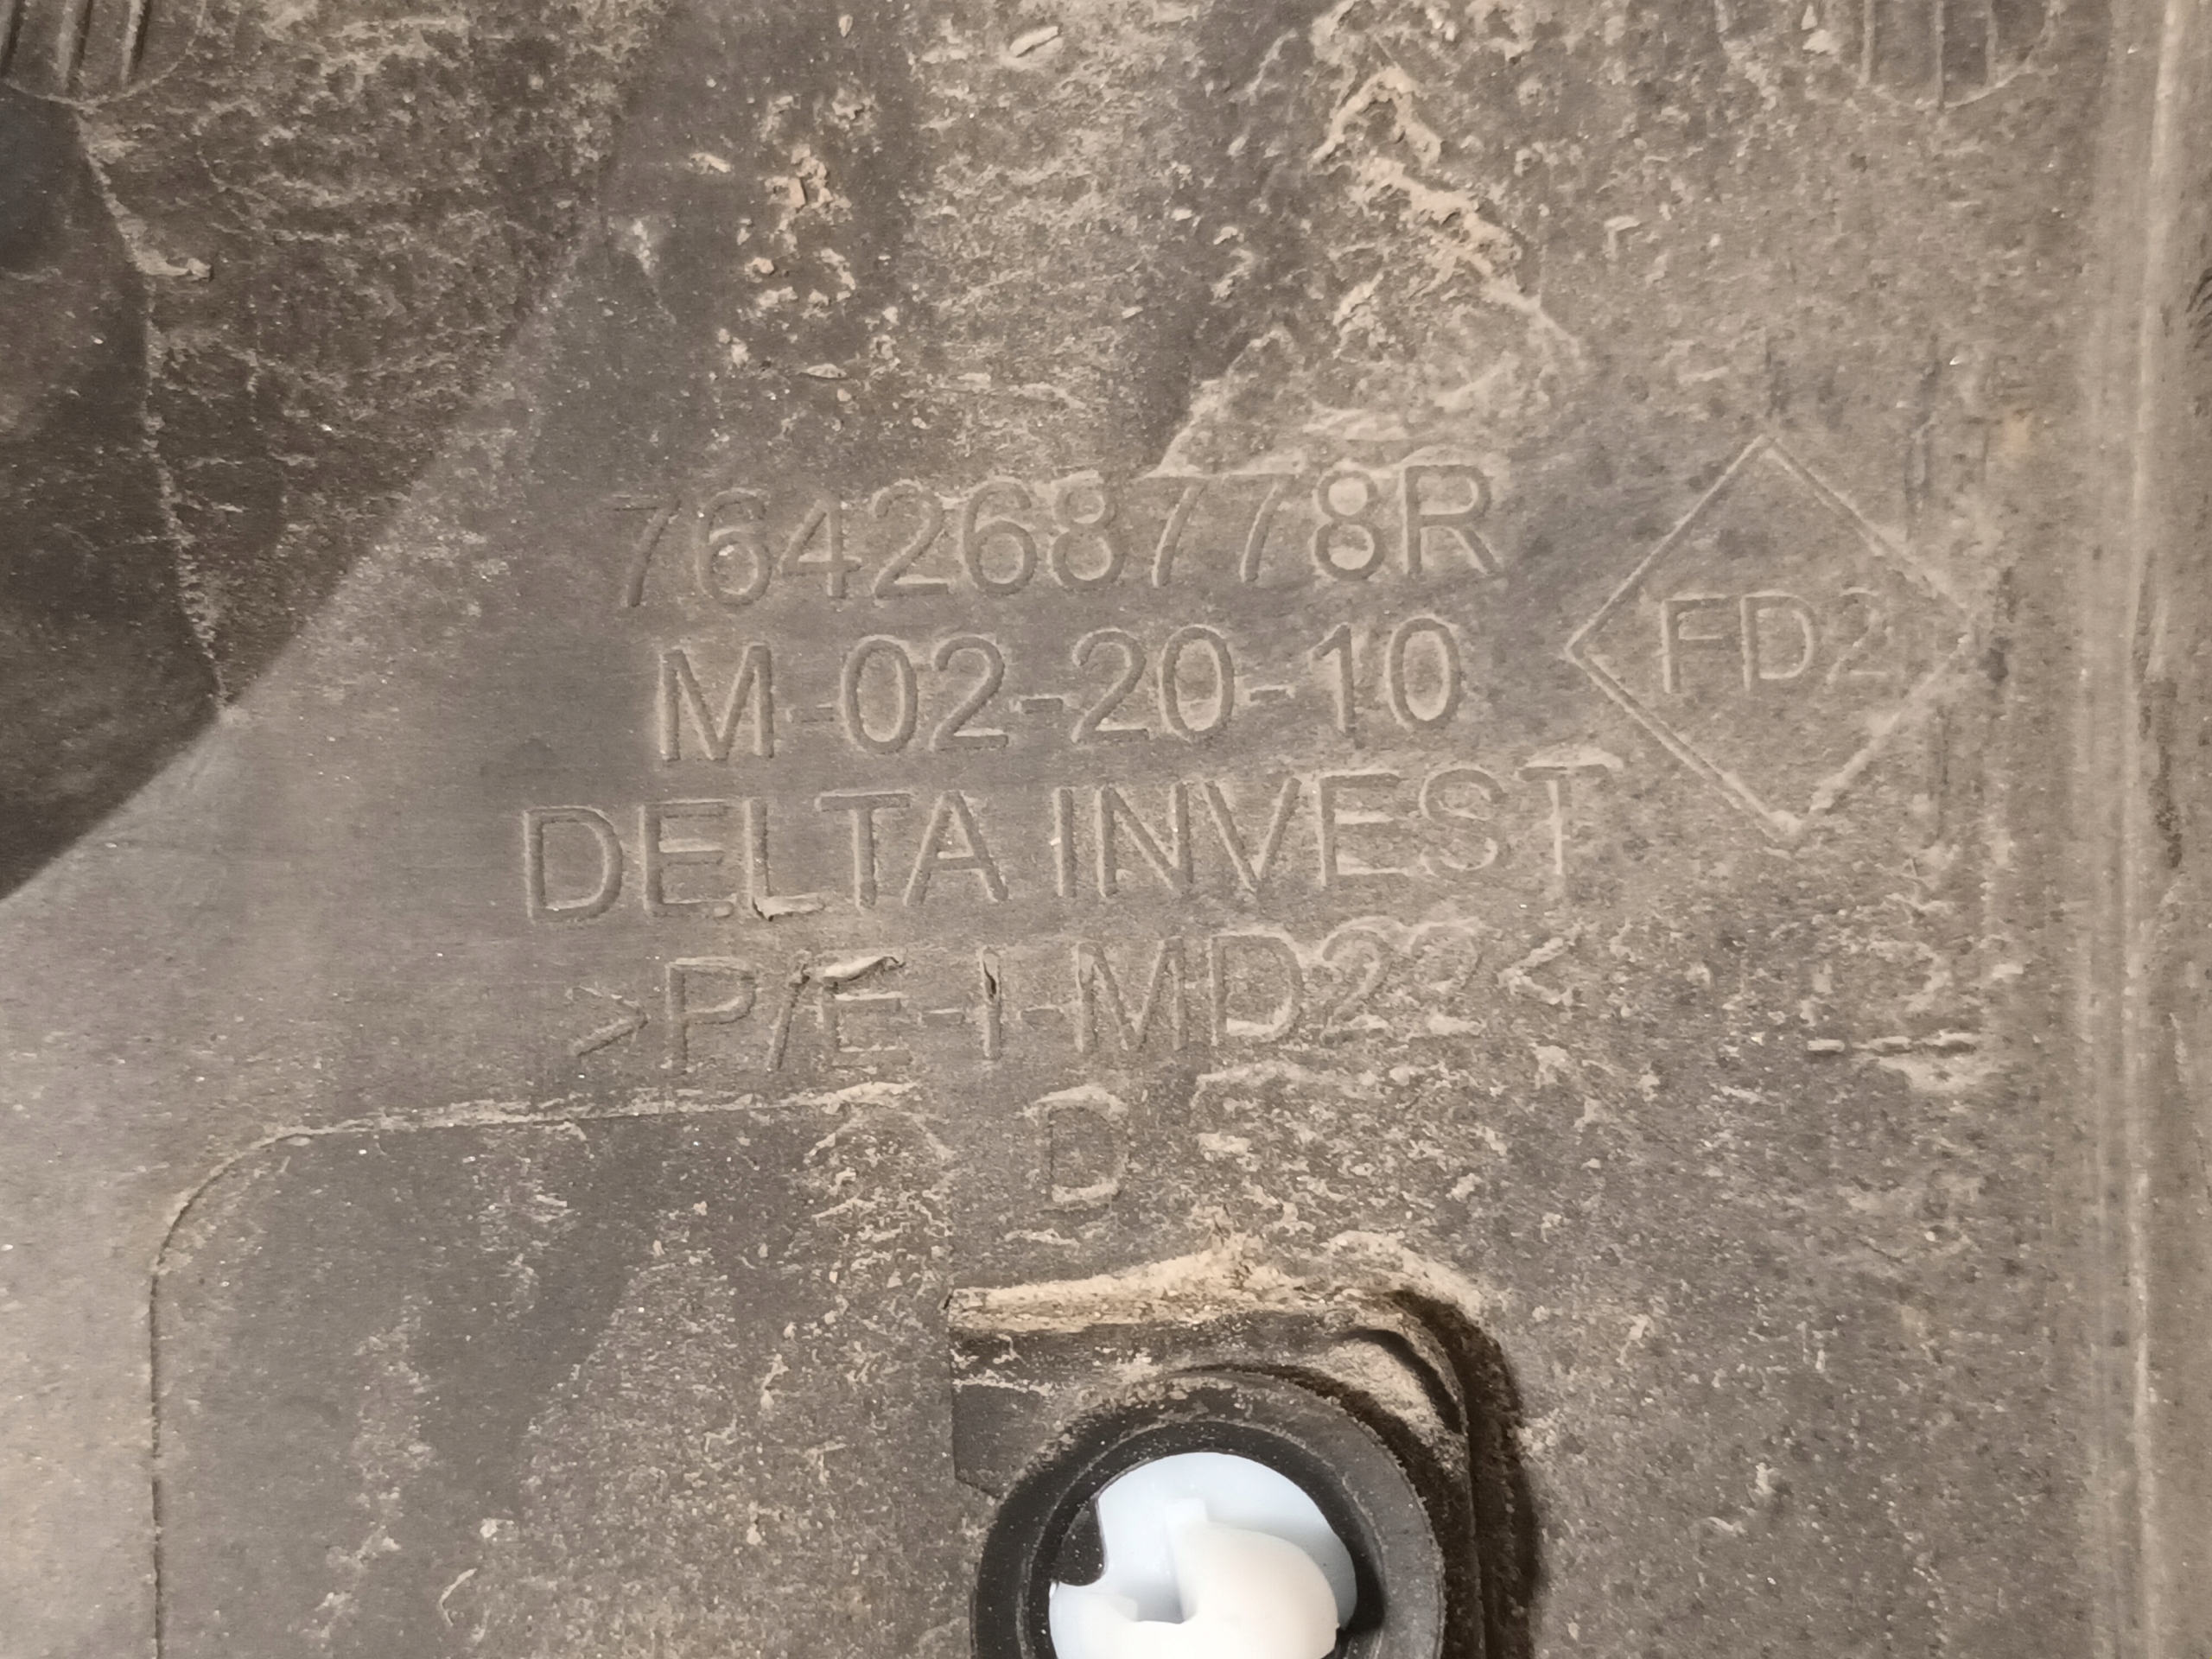 764268778R
M-02-20-10
FD2
DELTA INVEST
>P/E-I-MD22<
D